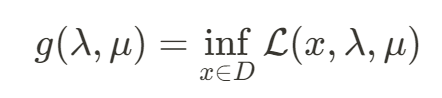 g(λ, μ) = inf_{x∈D} ℒ(x, λ, μ)